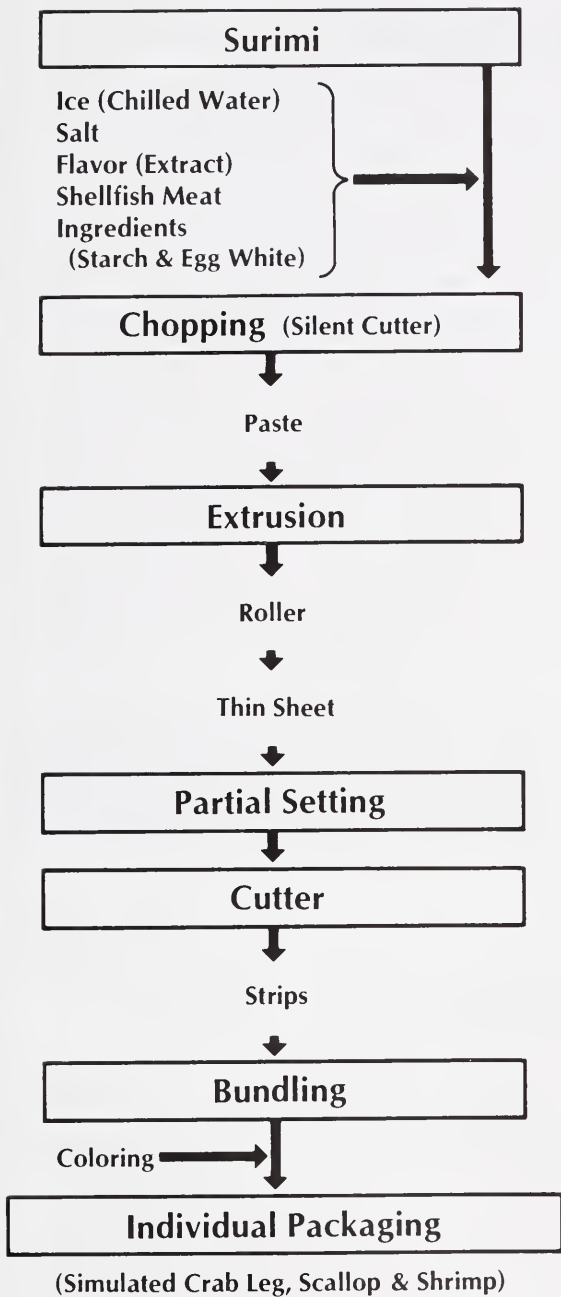 Surimi
Ice (Chilled Water)
Salt
Flavor (Extract)
Shellfish Meat
Ingredients
(Starch & Egg White)
Chopping (Silent Cutter)
Paste
Extrusion
Roller
Thin Sheet
Partial Setting
Cutter
Strips
Bundling
Coloring
Individual Packaging
(Simulated Crab Leg, Scallop & Shrimp)